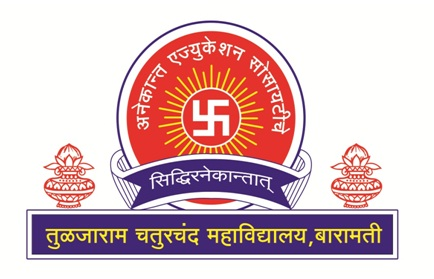 अनेकान्त एज्युकेशन सोसायटीचे
सिद्धिरनेकान्तात्
तुळजाराम चतुरचंद महाविद्यालय,बारामती